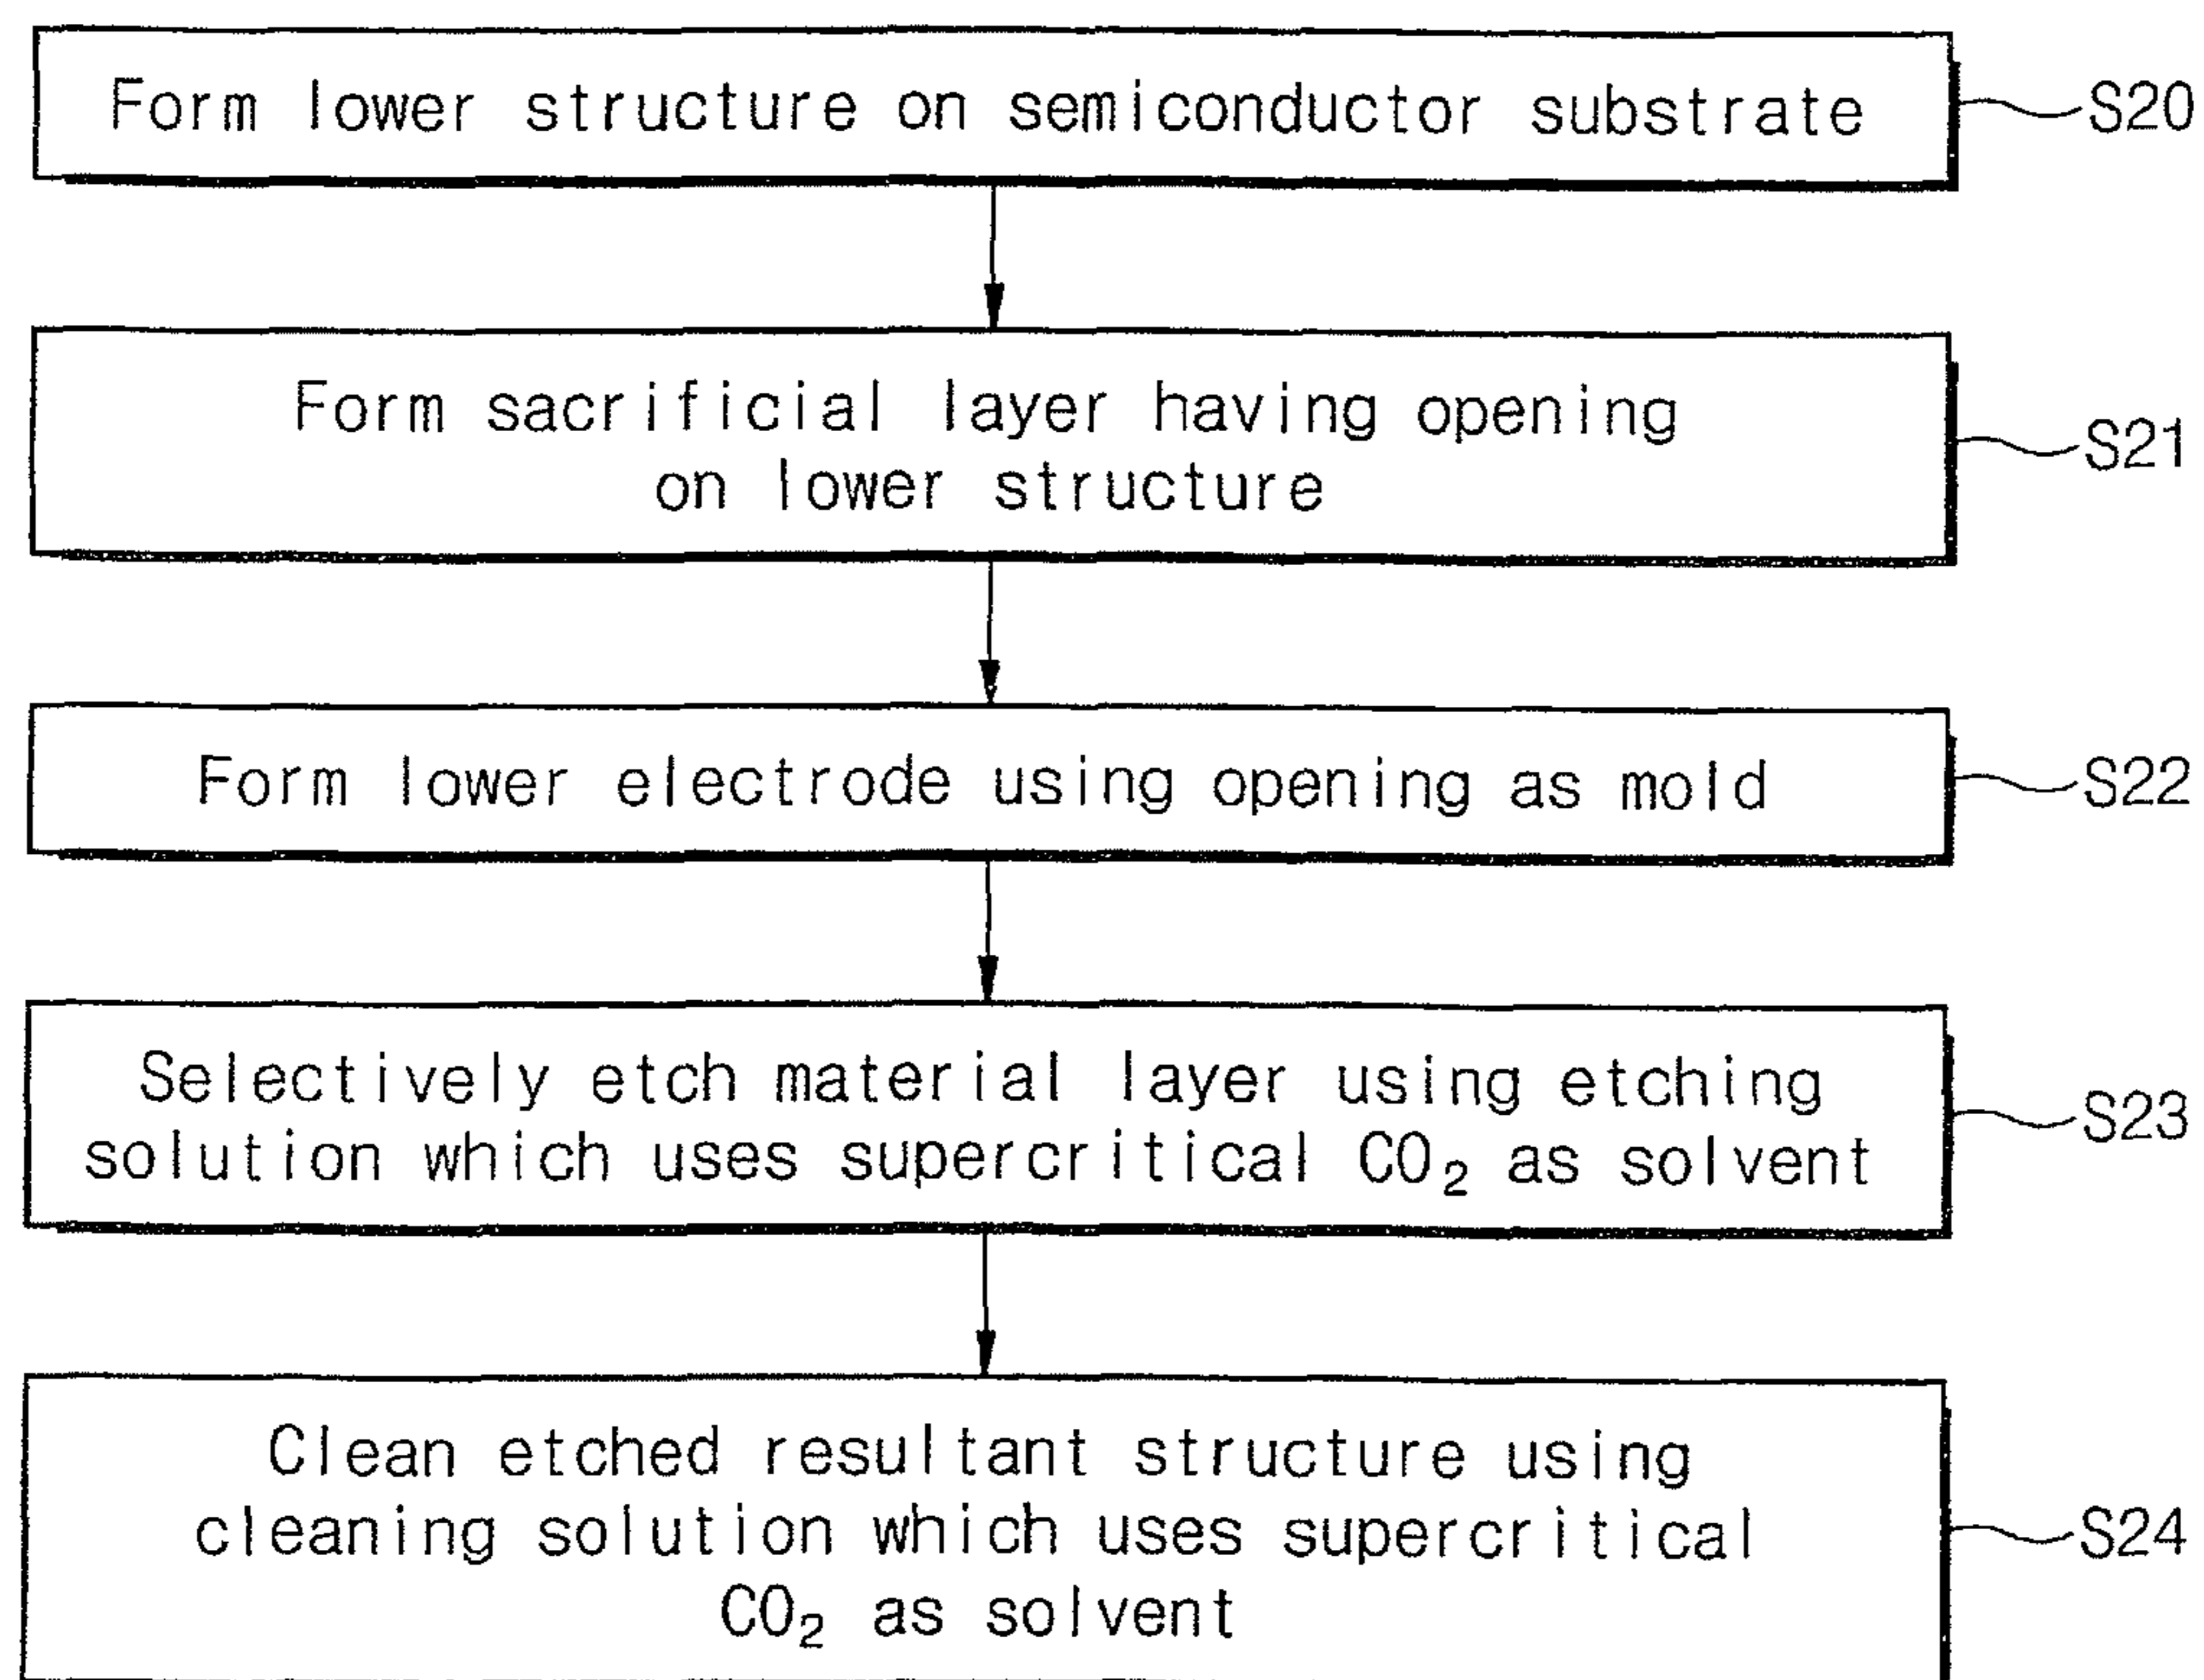 Form lower structure on semiconductor substrate
S20
Form sacrificial layer having opening
on lower structure
S21
Form lower electrode using opening as mold
S22
Selectively etch material layer using etching
solution which uses supercritical CO₂ as solvent
S23
Clean etched resultant structure using
cleaning solution which uses supercritical
CO₂ as solvent
S24